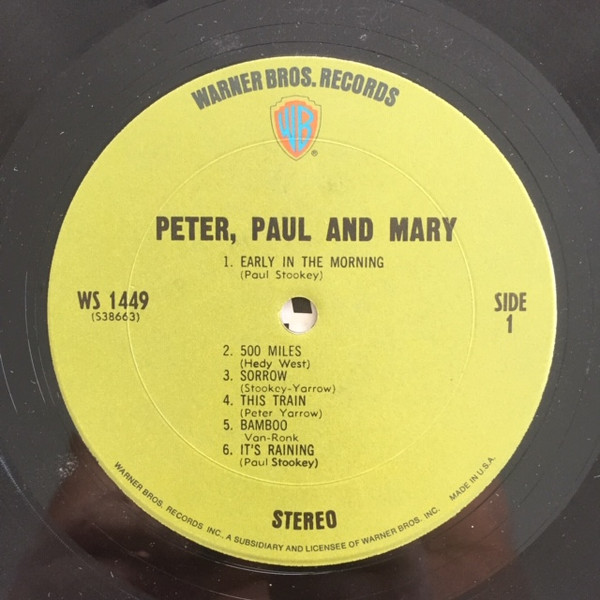 WARNER BROS. RECORDS
WB
®
PETER, PAUL AND MARY
1. EARLY IN THE MORNING
(Paul Stookey)
WS 1449
(S38663)
SIDE
1
2. 500 MILES
(Hedy West)
3. SORROW
(Stookey-Yarrow)
4. THIS TRAIN
(Peter Yarrow)
5. BAMBOO
Van-Ronk
6. IT'S RAINING
(Paul Stookey)
STEREO
WARNER BROS. RECORDS INC., A SUBSIDIARY AND LICENSEE OF WARNER BROS. INC. MADE IN U.S.A.